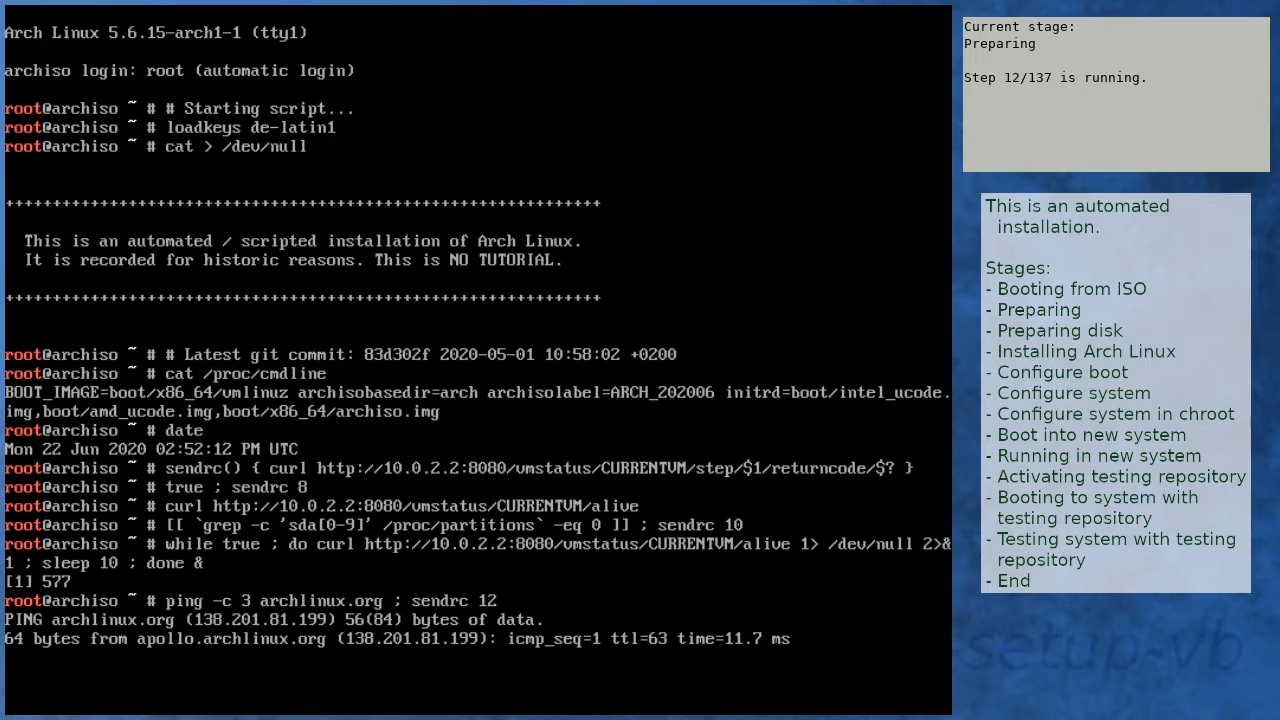 Arch Linux 5.6.15-arch1-1 (tty1)
archiso login: root (automatic login)
root@archiso ~ # # Starting script...
root@archiso ~ # loadkeys de-latin1
root@archiso ~ # cat > /dev/null
+++++++++++++++++++++++++++++++++++++++++++++++++++++++++++++++
This is an automated / scripted installation of Arch Linux.
It is recorded for historic reasons. This is NO TUTORIAL.
+++++++++++++++++++++++++++++++++++++++++++++++++++++++++++++++
root@archiso ~ # # Latest git commit: 83d302f 2020-05-01 10:58:02 +0200
root@archiso ~ # cat /proc/cmdline
BOOT_IMAGE=boot/x86_64/vmlinuz archisobasedir=arch archisolabel=ARCH_202006 initrd=boot/intel_ucode.
img,boot/amd_ucode.img,boot/x86_64/archiso.img
root@archiso ~ # date
Mon 22 Jun 2020 02:52:12 PM UTC
root@archiso ~ # sendrc() { curl http://10.0.2.2:8080/vmstatus/CURRENTVM/step/$1/returncode/$? }
root@archiso ~ # true ; sendrc 8
root@archiso ~ # curl http://10.0.2.2:8080/vmstatus/CURRENTVM/alive
root@archiso ~ # [[ `grep -c 'sda[0-9]' /proc/partitions` -eq 0 ]] ; sendrc 10
root@archiso ~ # while true ; do curl http://10.0.2.2:8080/vmstatus/CURRENTVM/alive 1> /dev/null 2>&
1 ; sleep 10 ; done &
[1] 577
root@archiso ~ # ping -c 3 archlinux.org ; sendrc 12
PING archlinux.org (138.201.81.199) 56(84) bytes of data.
64 bytes from apollo.archlinux.org (138.201.81.199): icmp_seq=1 ttl=63 time=11.7 ms
Current stage:
Preparing
Step 12/137 is running.
This is an automated
installation.
Stages:
- Booting from ISO
- Preparing
- Preparing disk
- Installing Arch Linux
- Configure boot
- Configure system
- Configure system in chroot
- Boot into new system
- Running in new system
- Activating testing repository
- Booting to system with
testing repository
- Testing system with testing
repository
- End
setup-vb